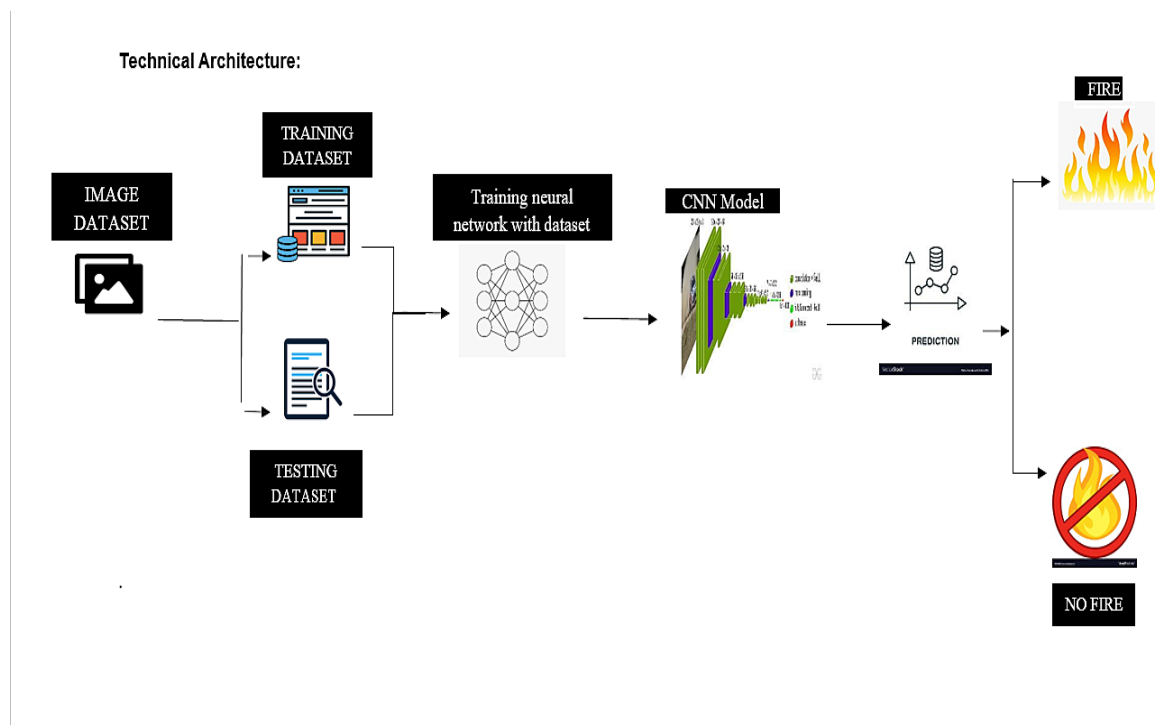 Technical Architecture:
FIRE
TRAINING
DATASET
IMAGE
DATASET
Training neural
network with dataset
CNN Model
PREDICTION
TESTING
DATASET
NO FIRE